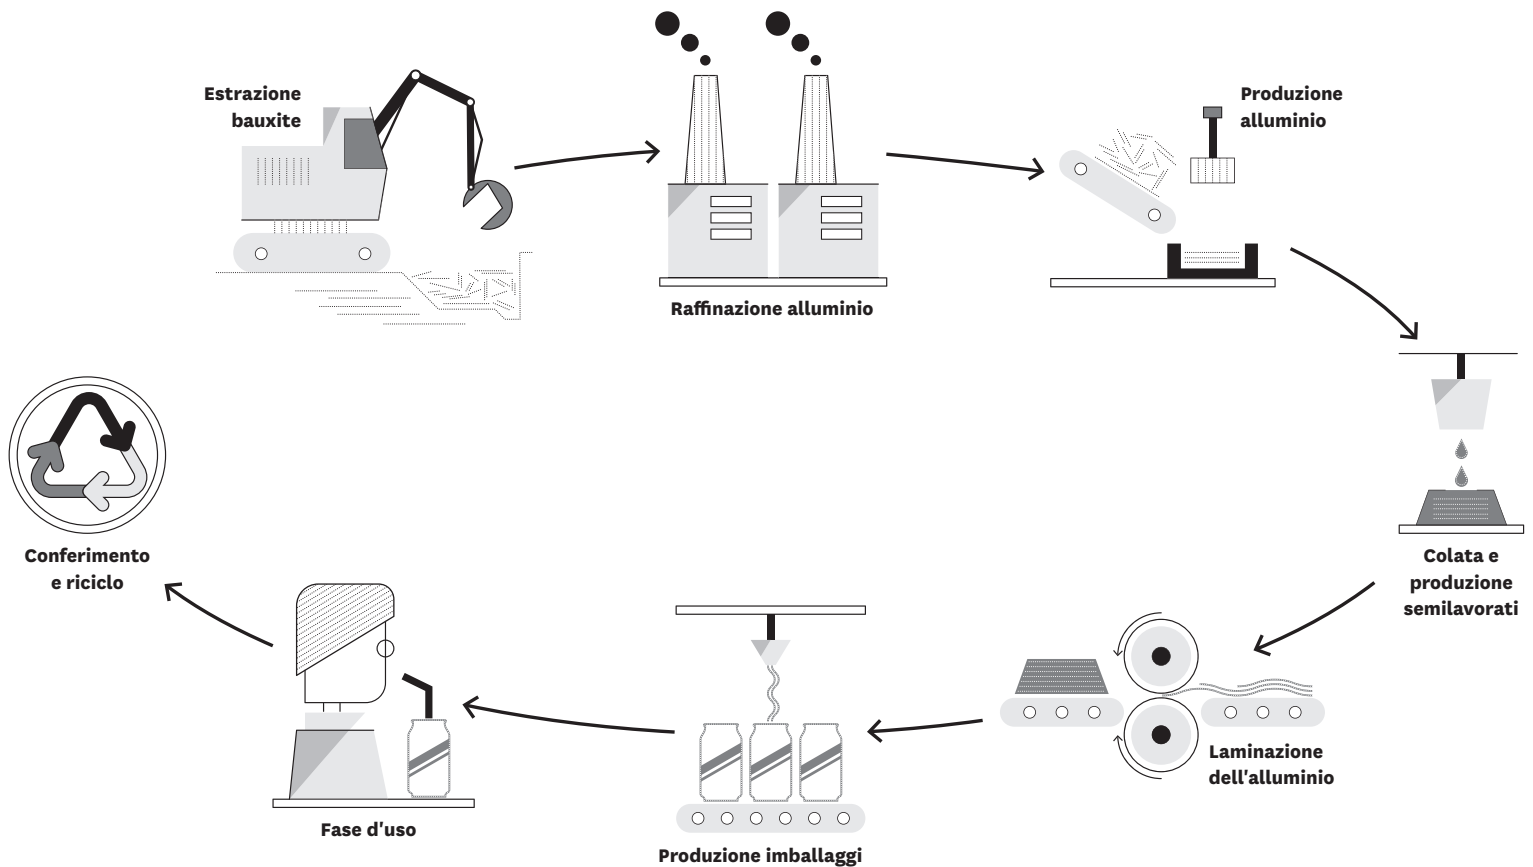 Estrazione
bauxite
Raffinazione alluminio
Produzione
alluminio
Colata e
produzione
semilavorati
Laminazione
dell'alluminio
Produzione imballaggi
Fase d'uso
Conferimento
e riciclo